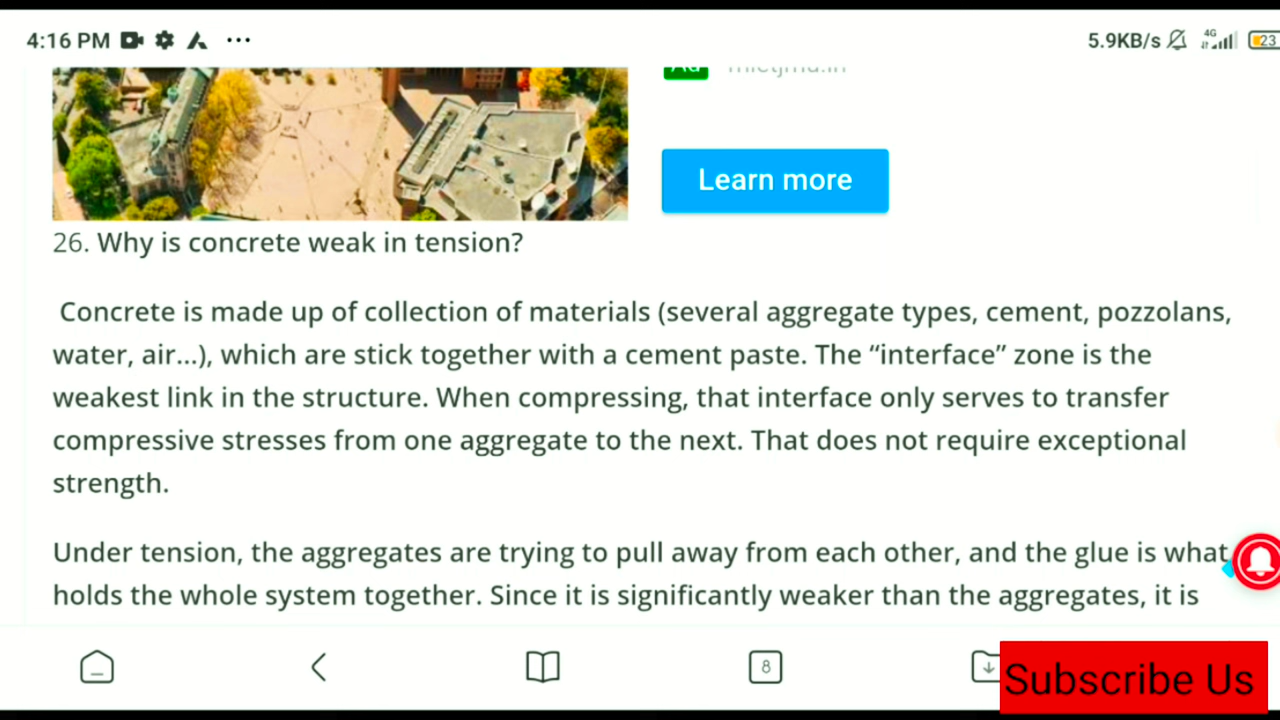 4:16 PM ...
5.9KB/s 4G 23
Ad
Learn more
26. Why is concrete weak in tension?
Concrete is made up of collection of materials (several aggregate types, cement, pozzolans,
water, air...), which are stick together with a cement paste. The “interface” zone is the
weakest link in the structure. When compressing, that interface only serves to transfer
compressive stresses from one aggregate to the next. That does not require exceptional
strength.
Under tension, the aggregates are trying to pull away from each other, and the glue is what
holds the whole system together. Since it is significantly weaker than the aggregates, it is
8
Subscribe Us